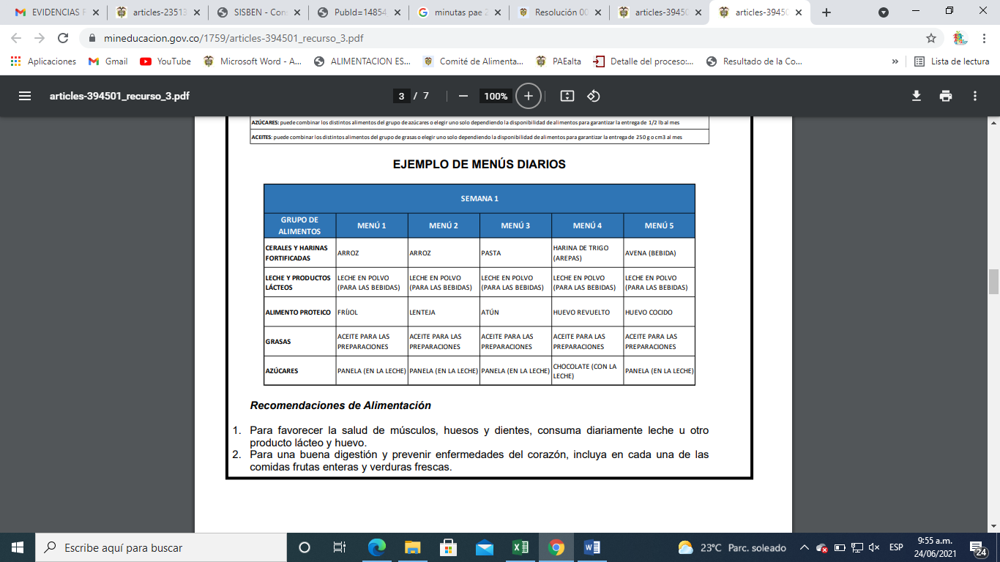 EVIDENCIAS F
articles-23513
SISBEN - Con
PubId=14854
minutas pae 2
Resolución 00
articles-39450
articles-39450
mineducacion.gov.co/1759/articles-394501_recurso_3.pdf
Aplicaciones
Gmail
YouTube
Microsoft Word - A...
ALIMENTACION ES...
Comité de Alimenta...
PAEalta
Detalle del proceso:...
Resultado de la Co...
»
Lista de lectura
articles-394501_recurso_3.pdf
3 / 7
100%
AZÚCARES: puede combinar los distintos alimentos del grupo de azúcares o elegir uno solo dependiendo la disponibilidad de alimentos para garantizar la entrega de 1/2 lb al mes
ACEITES: puede combinar los distintos alimentos del grupo de grasas o elegir uno solo dependiendo la disponibilidad de alimentos para garantizar la entrega de 250 g o cm3 al mes
EJEMPLO DE MENÚS DIARIOS
SEMANA 1
GRUPO DE
ALIMENTOS
MENÚ 1
MENÚ 2
MENÚ 3
MENÚ 4
MENÚ 5
CERALES Y HARINAS
FORTIFICADAS
ARROZ
ARROZ
PASTA
HARINA DE TRIGO
(AREPAS)
AVENA (BEBIDA)
LECHE Y PRODUCTOS
LÁCTEOS
LECHE EN POLVO
(PARA LAS BEBIDAS)
LECHE EN POLVO
(PARA LAS BEBIDAS)
LECHE EN POLVO
(PARA LAS BEBIDAS)
LECHE EN POLVO
(PARA LAS BEBIDAS)
LECHE EN POLVO
(PARA LAS BEBIDAS)
ALIMENTO PROTEICO
FRÍJOL
LENTEJA
ATÚN
HUEVO REVUELTO
HUEVO COCIDO
GRASAS
ACEITE PARA LAS
PREPARACIONES
ACEITE PARA LAS
PREPARACIONES
ACEITE PARA LAS
PREPARACIONES
ACEITE PARA LAS
PREPARACIONES
ACEITE PARA LAS
PREPARACIONES
AZÚCARES
PANELA (EN LA LECHE)
PANELA (EN LA LECHE)
PANELA (EN LA LECHE)
CHOCOLATE (CON LA
LECHE)
PANELA (EN LA LECHE)
Recomendaciones de Alimentación
1. Para favorecer la salud de músculos, huesos y dientes, consuma diariamente leche u otro
producto lácteo y huevo.
2. Para una buena digestión y prevenir enfermedades del corazón, incluya en cada una de las
comidas frutas enteras y verduras frescas.
Escribe aquí para buscar
23°C Parc. soleado
ESP
9:55 a.m.
24/06/2021
24